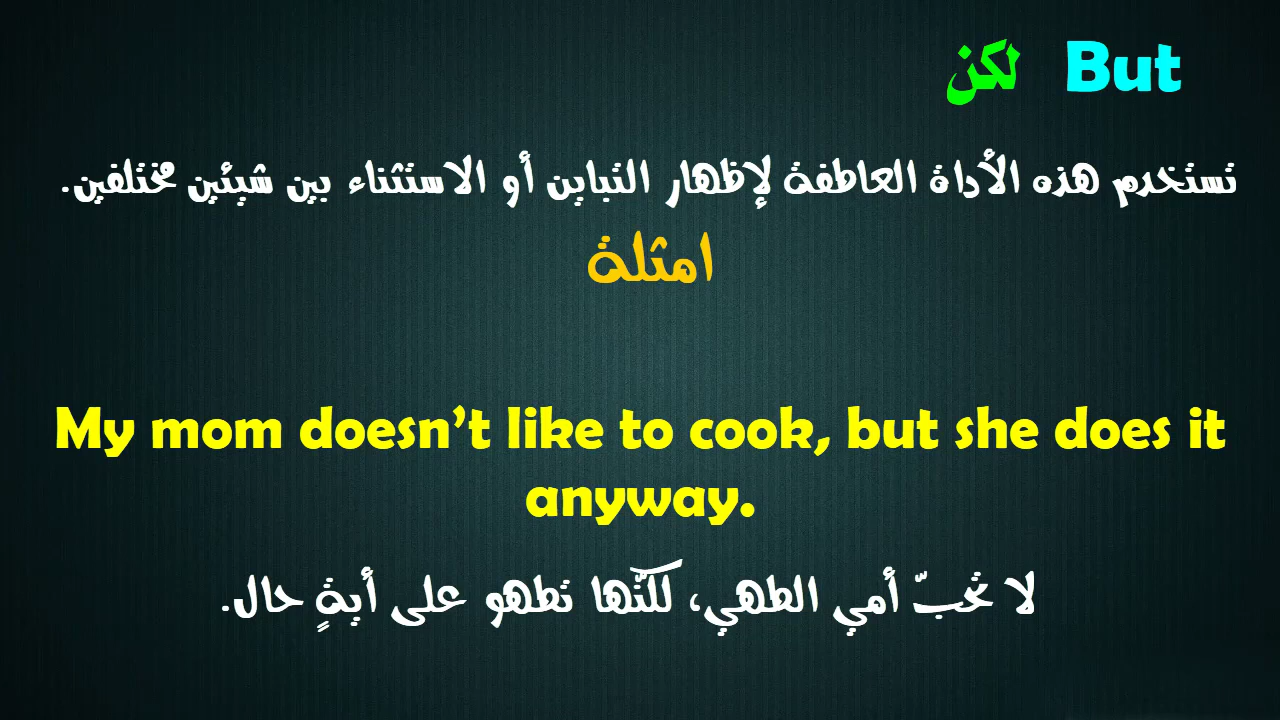 لكن But
تستخدم هذه الأداة العاطفة لإظهار التباين أو الاستثناء بين شيئين مختلفين.
امثلة
My mom doesn’t like to cook, but she does it
anyway.
لا تحبّ أمي الطهي، لكنّها تطهو على أيةٍ حال.